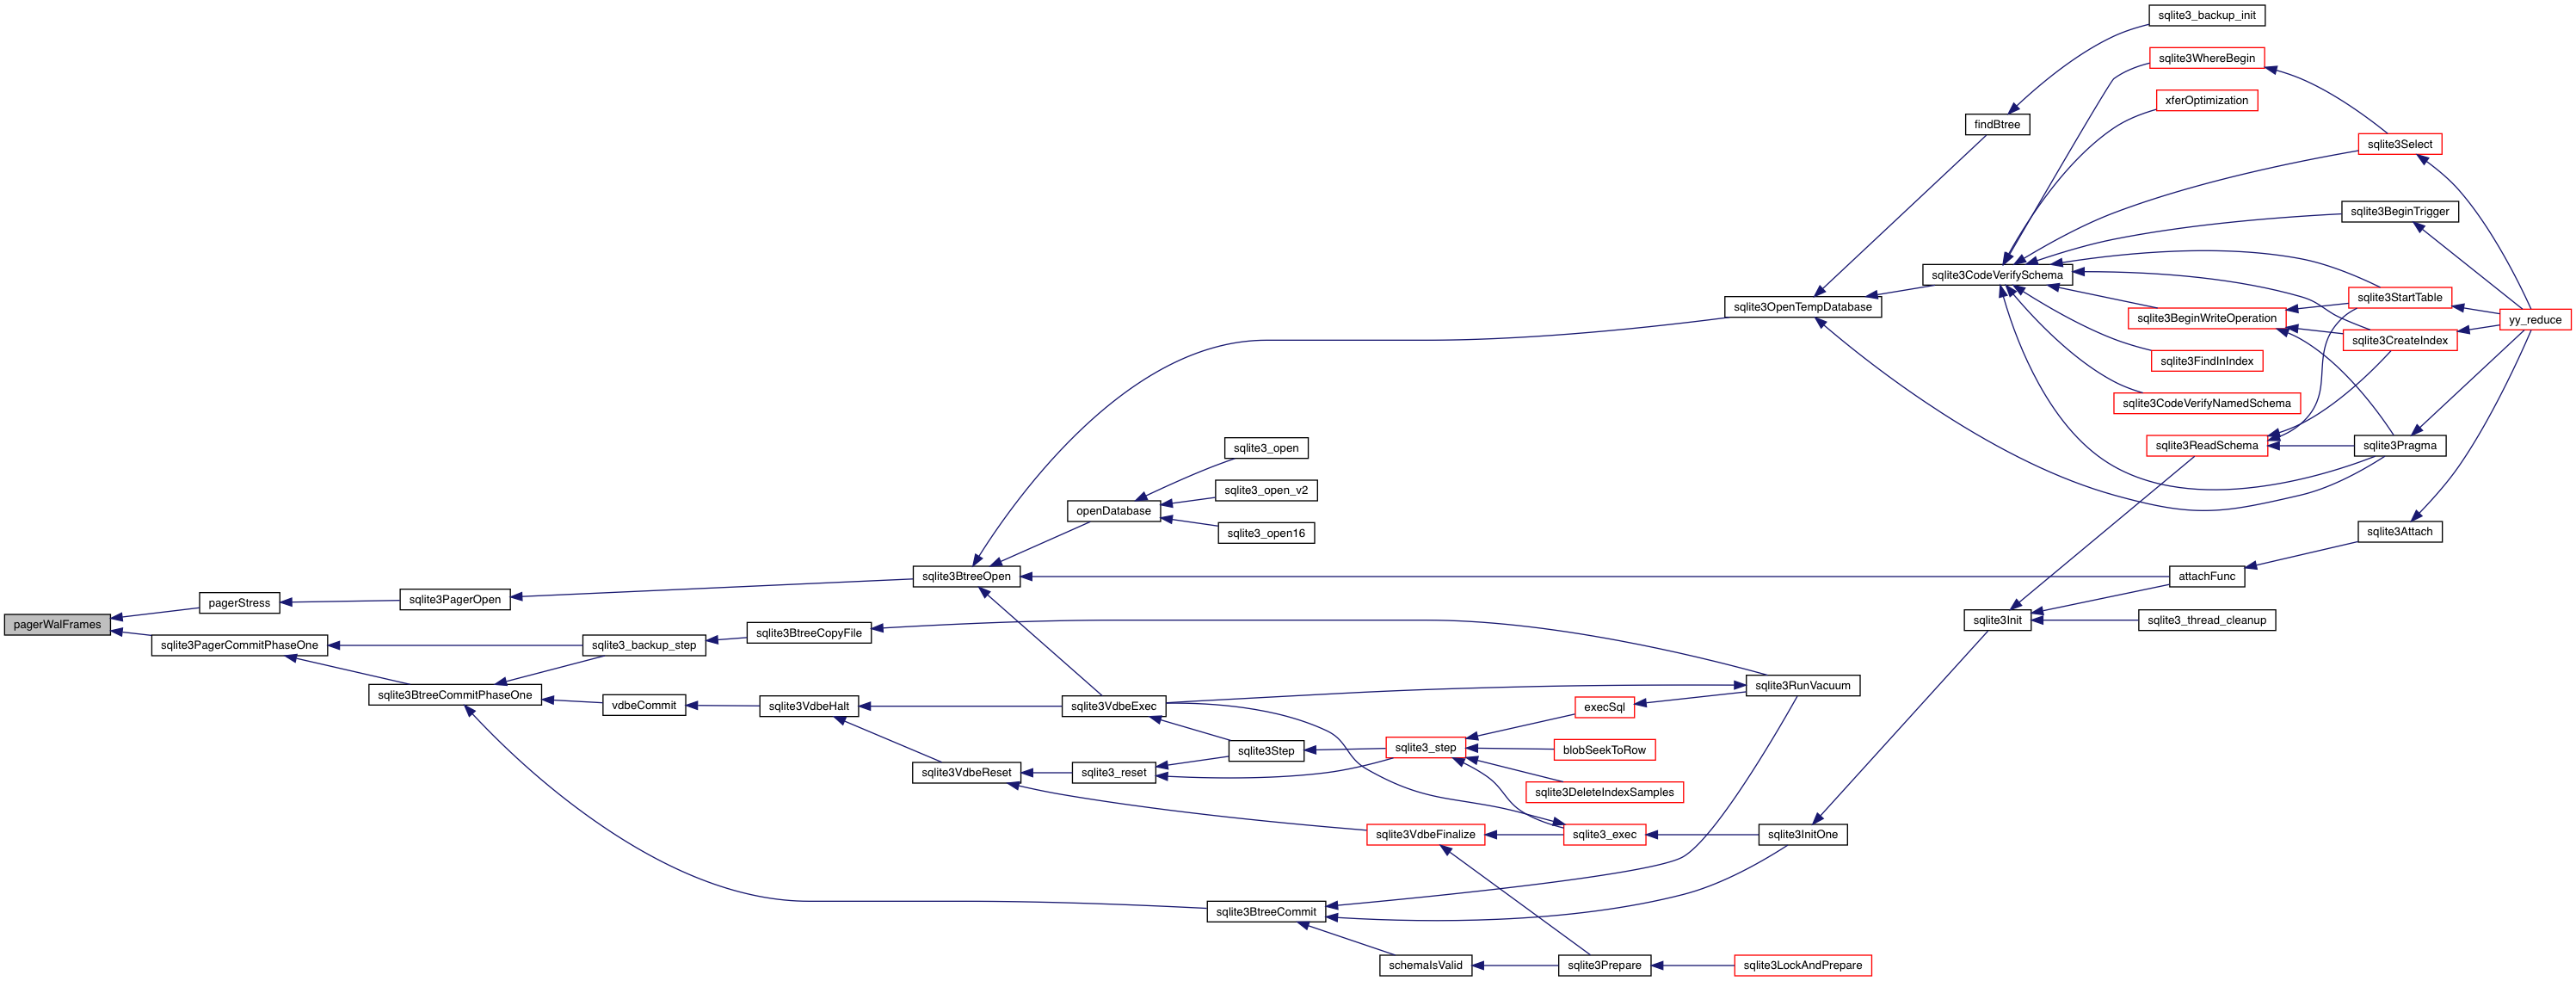 sqlite3_backup_init
sqlite3WhereBegin
xferOptimization
findBtree
sqlite3Select
sqlite3BeginTrigger
sqlite3CodeVerifySchema
sqlite3OpenTempDatabase
sqlite3StartTable
sqlite3BeginWriteOperation
yy_reduce
sqlite3CreateIndex
sqlite3FindInIndex
sqlite3CodeVerifyNamedSchema
sqlite3ReadSchema
sqlite3Pragma
sqlite3_open
sqlite3_open_v2
openDatabase
sqlite3_open16
sqlite3Attach
sqlite3BtreeOpen
attachFunc
pagerStress
sqlite3PagerOpen
pagerWalFrames
sqlite3Init
sqlite3_thread_cleanup
sqlite3BtreeCopyFile
sqlite3PagerCommitPhaseOne
sqlite3_backup_step
sqlite3BtreeCommitPhaseOne
sqlite3RunVacuum
vdbeCommit
sqlite3VdbeHalt
sqlite3VdbeExec
execSql
sqlite3Step
sqlite3_step
blobSeekToRow
sqlite3VdbeReset
sqlite3_reset
sqlite3DeleteIndexSamples
sqlite3VdbeFinalize
sqlite3_exec
sqlite3InitOne
sqlite3BtreeCommit
schemaIsValid
sqlite3Prepare
sqlite3LockAndPrepare